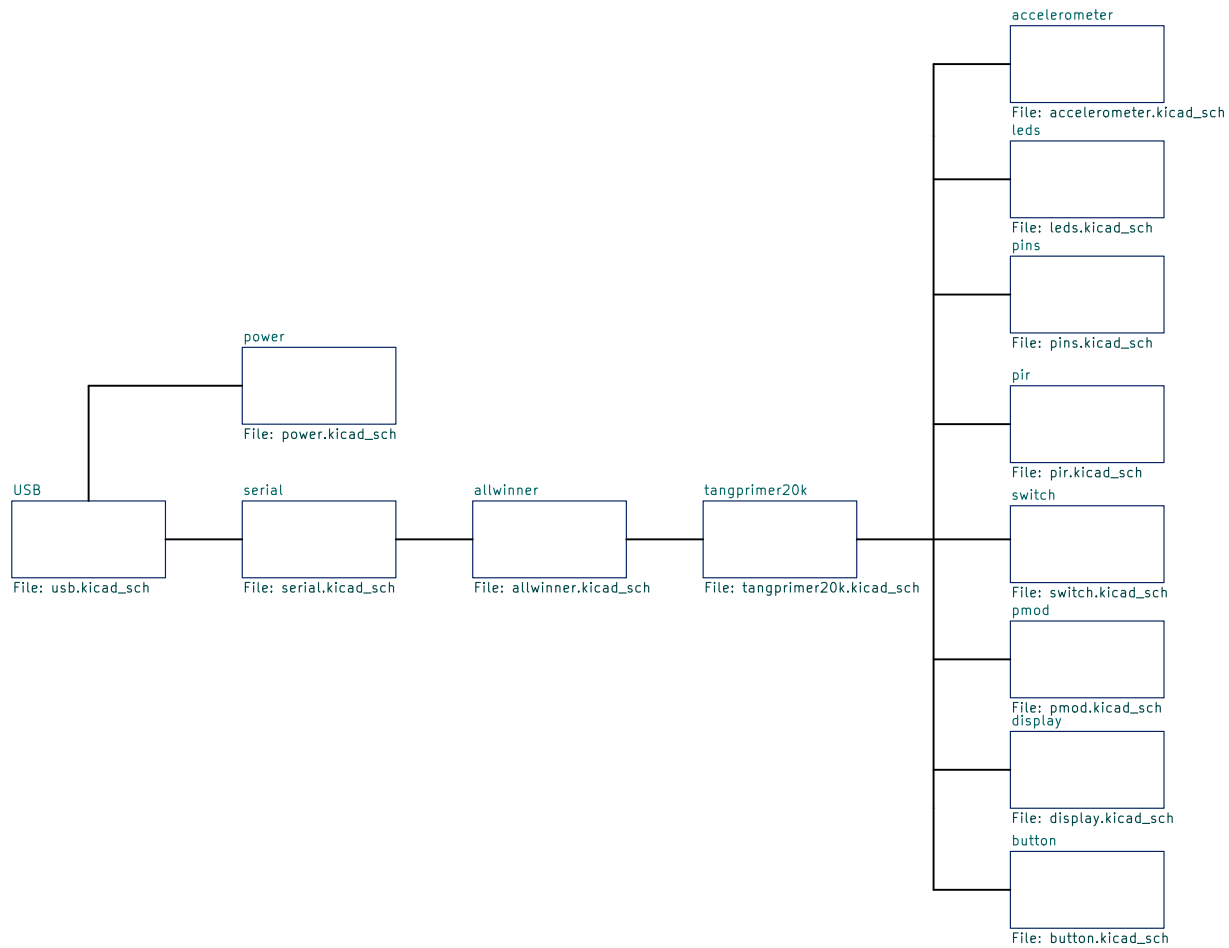 accelerometer
File: accelerometer.kicad_sch
leds
File: leds.kicad_sch
pins
File: pins.kicad_sch
power
File: power.kicad_sch
pir
File: pir.kicad_sch
USB
File: usb.kicad_sch
serial
File: serial.kicad_sch
allwinner
File: allwinner.kicad_sch
tangprimer20k
File: tangprimer20k.kicad_sch
switch
File: switch.kicad_sch
pmod
File: pmod.kicad_sch
display
File: display.kicad_sch
button
File: button.kicad_sch